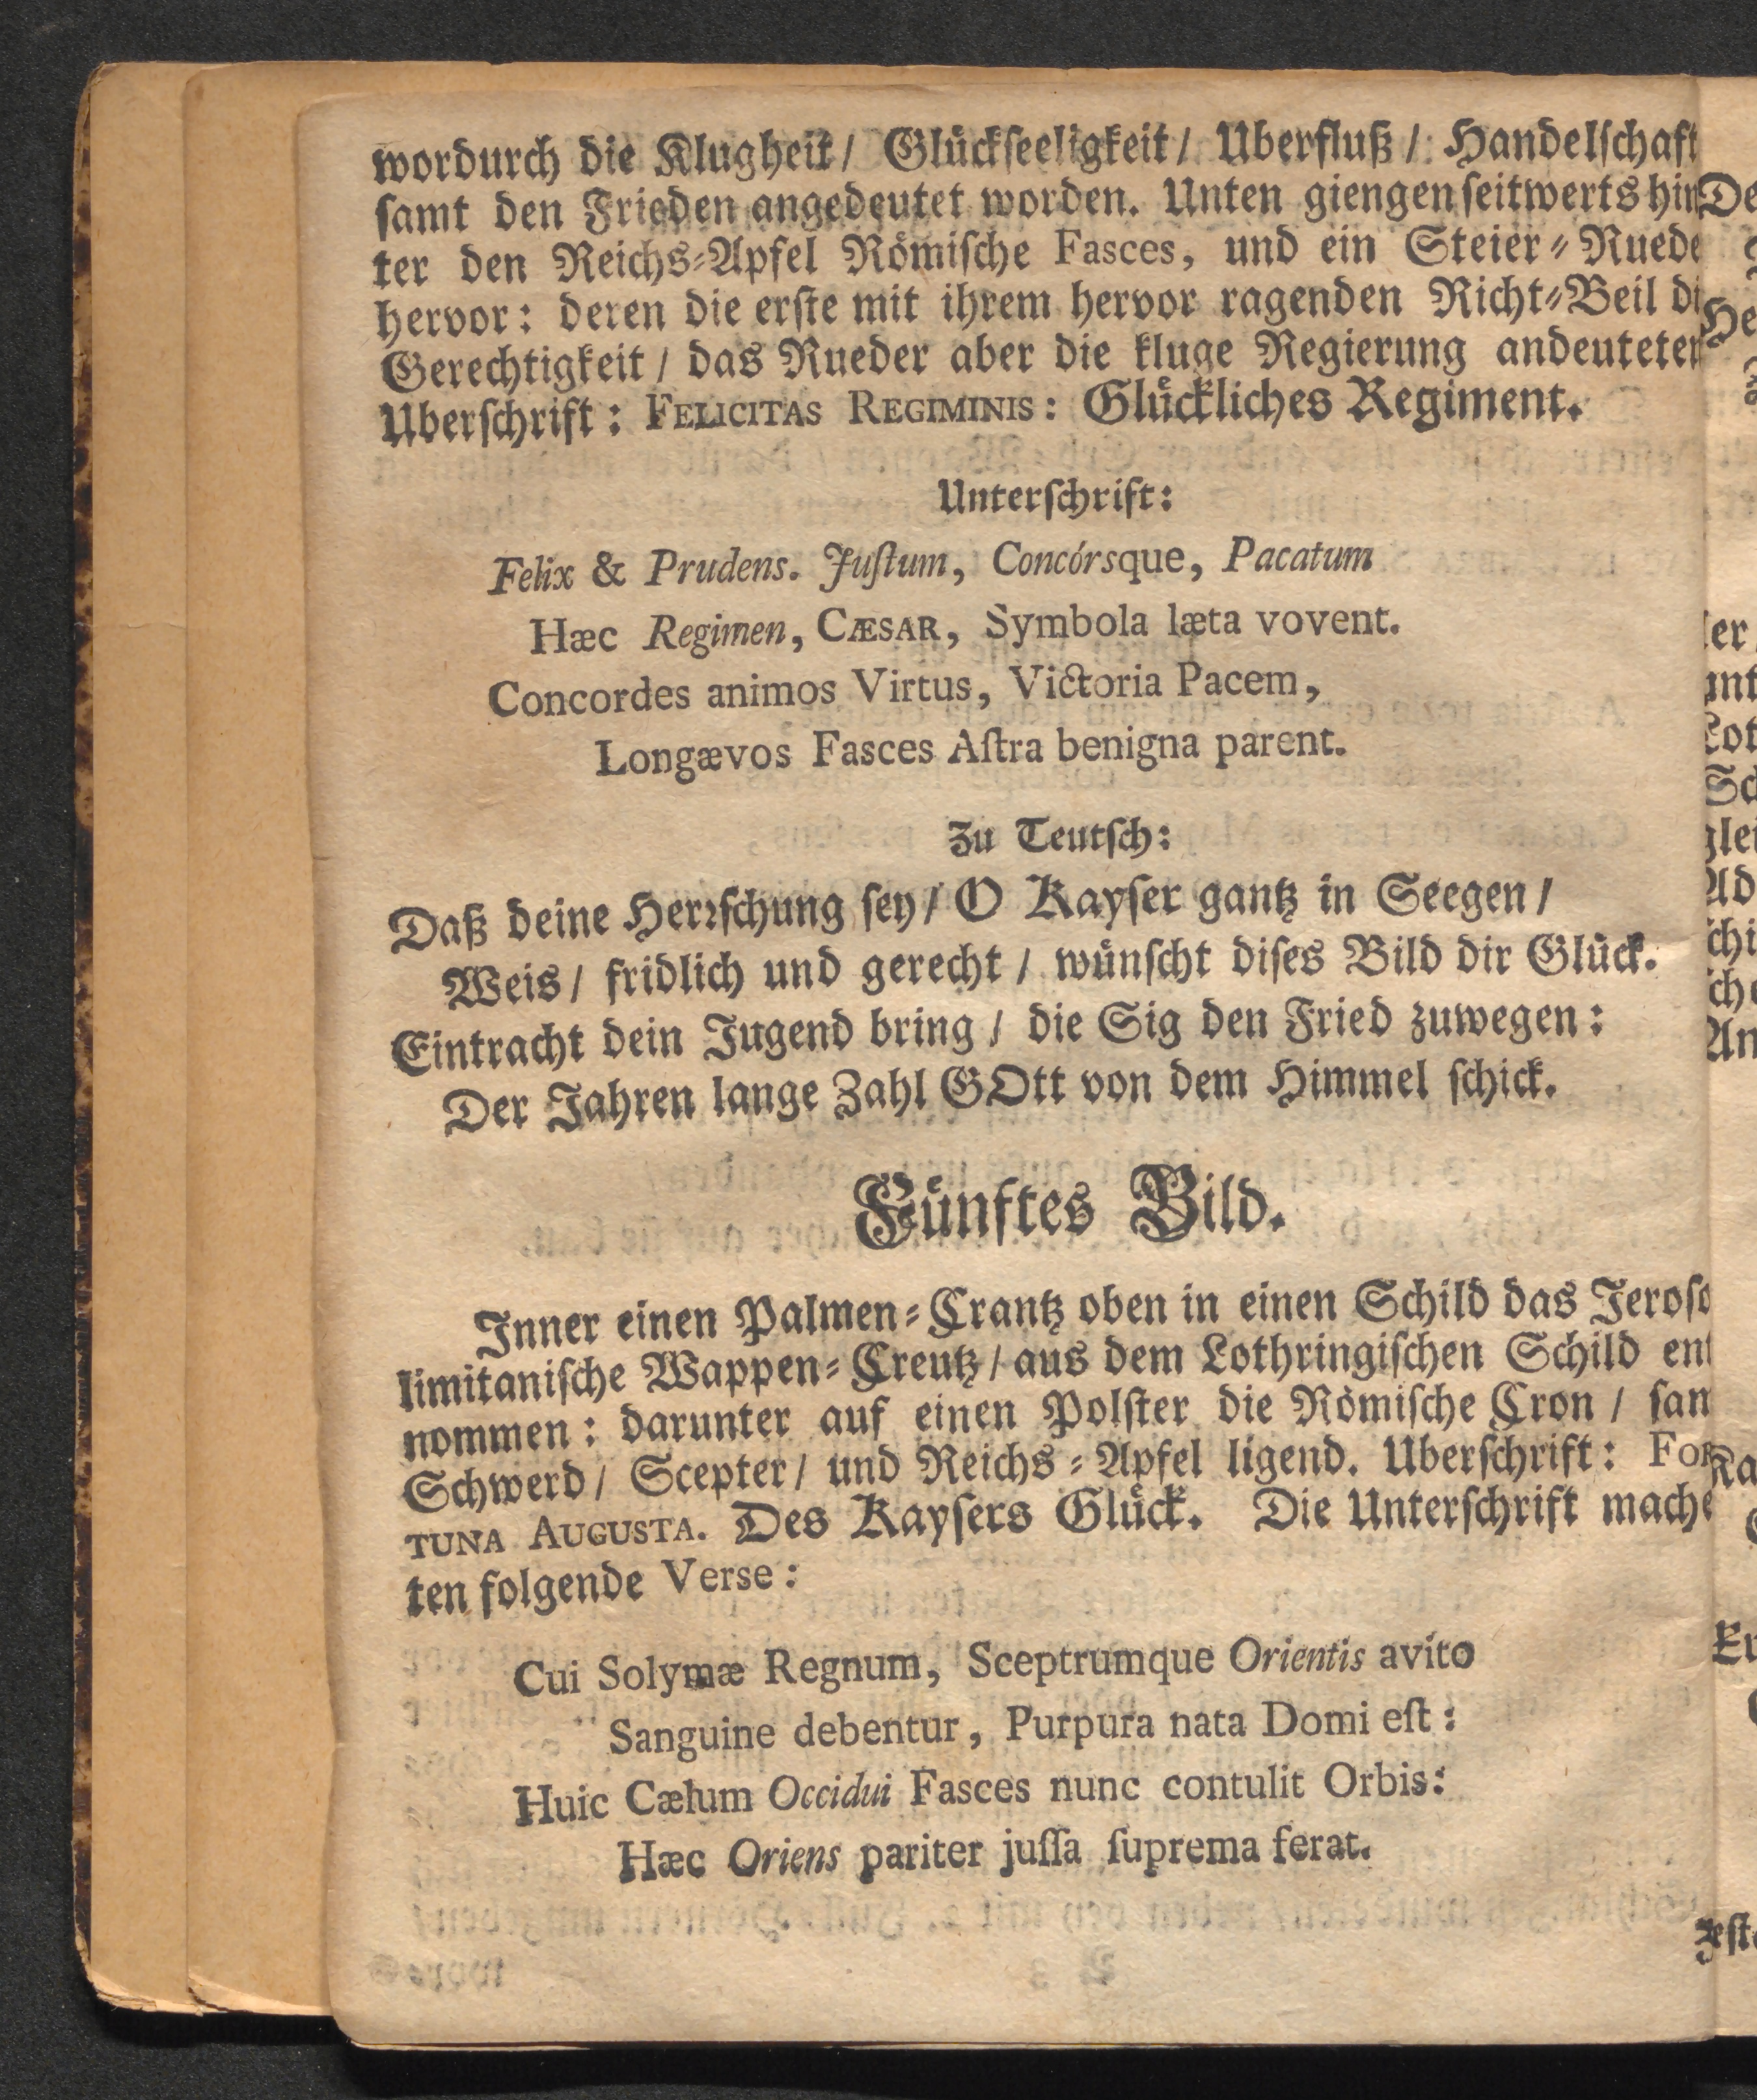 wordurch die Klugheit / Glückseeligkeit / Uberfluß / Handelschaft
samt den Frieden angedeutet worden. Unten giengen seitwerts hin
ter den Reichs-Apfel Römische Fasces, und ein Steier-Ruede
hervor: deren die erste mit ihrem hervor ragenden Richt-Beil di
Gerechtigkeit / das Rueder aber die kluge Regierung andeuteten
Uberschrift: FELICITAS REGIMINIS: Glückliches Regiment.
Unterschrift:
Felix & Prudens. Juſtum, Concórsque, Pacatum
Hæc Regimen, CÆSAR, Symbola læta vovent.
Concordes animos Virtus, Victoria Pacem,
Longævos Fasces Aſtra benigna parent.
Zu Teutsch:
Daß deine Herrschung sey / O Kayser gantz in Seegen /
Weis / fridlich und gerecht / wünscht dises Bild dir Glück.
Eintracht dein Jugend bring / die Sig den Fried zuwegen:
Der Jahren lange Zahl GOtt von dem Himmel schick.
Fünftes Bild.
Inner einen Palmen-Crantz oben in einen Schild das Jeroso
limitanische Wappen-Creutz / aus dem Lothringischen Schild ent
nommen: darunter auf einen Polster die Römische Cron / sam
Schwerd / Scepter / und Reichs-Apfel ligend. Uberschrift: FOR
TUNA AUGUSTA. Des Kaysers Glück. Die Unterschrift mache
ten folgende Verse:
Cui Solymæ Regnum, Sceptrumque Orientis avito
Sanguine debentur, Purpura nata Domi eſt:
Huic Cælum Occidui Fasces nunc contulit Orbis:
Hæc Oriens pariter juſſa ſuprema ferat.